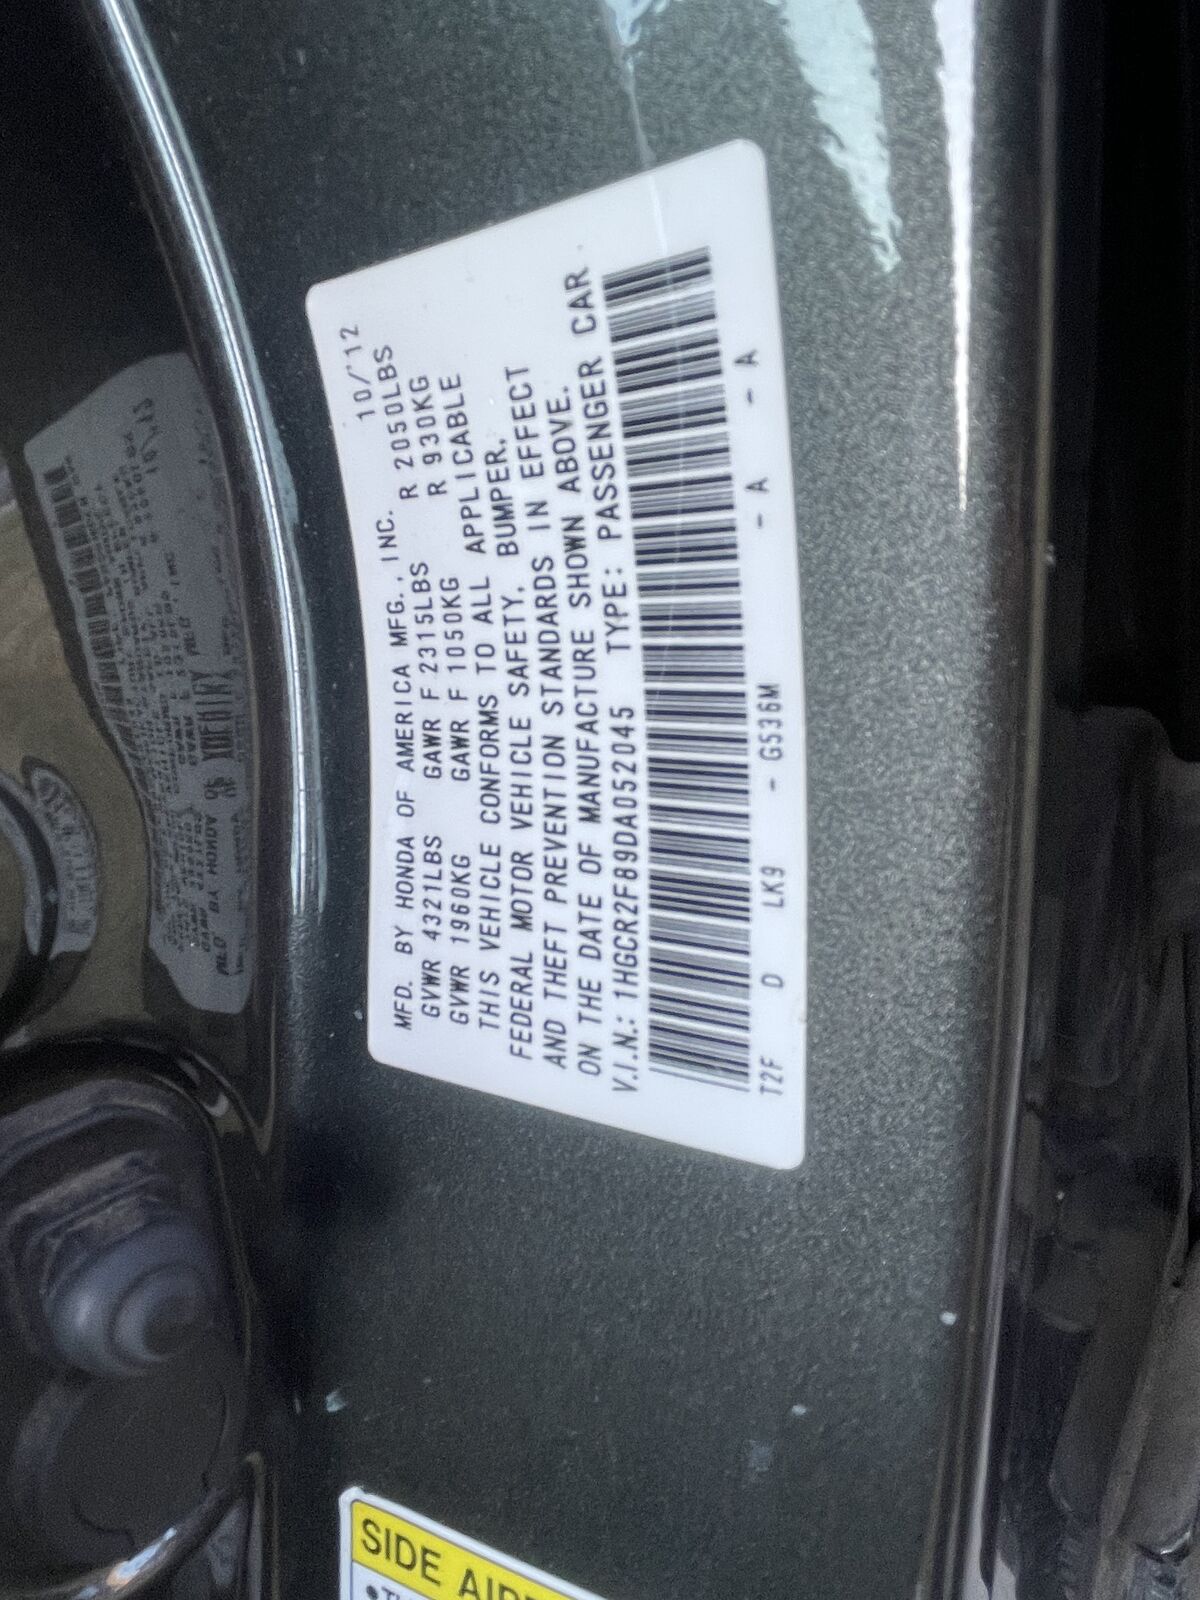 10/'12
MFD. BY HONDA OF AMERICA MFG., INC.
GVWR 4321LBS GAWR F 2315LBS R 2050LBS
GVWR 1960KG GAWR F 1050KG R 930KG
THIS VEHICLE CONFORMS TO ALL APPLICABLE
FEDERAL MOTOR VEHICLE SAFETY, BUMPER,
AND THEFT PREVENTION STANDARDS IN EFFECT
ON THE DATE OF MANUFACTURE SHOWN ABOVE.
V.I.N.: 1HGCR2F89DA052045 TYPE: PASSENGER CAR
T2F D LK9 - G536M - A - A
SIDE